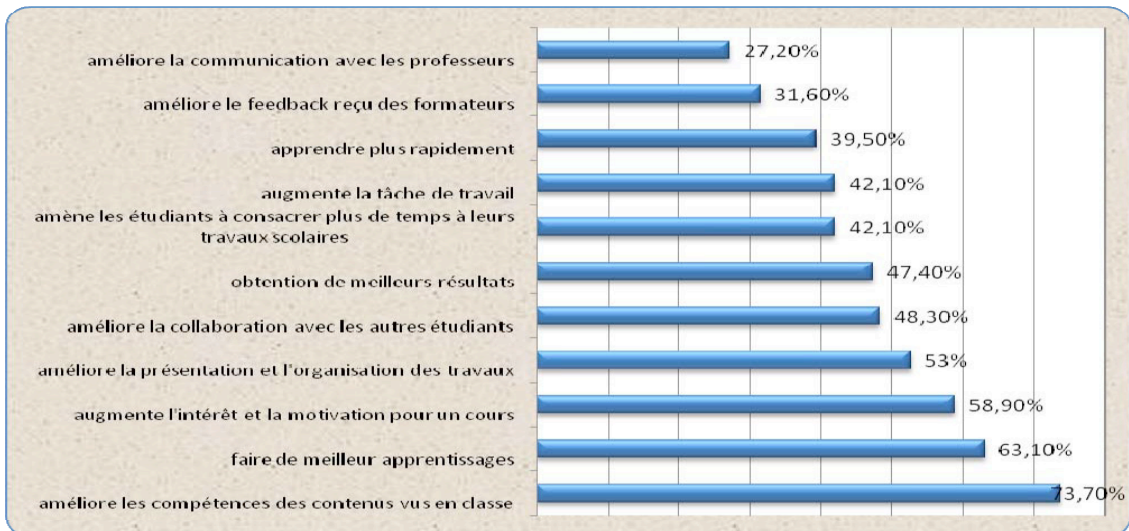 améliore la communication avec les professeurs
27,20%
améliore le feedback reçu des formateurs
31,60%
apprendre plus rapidement
39,50%
augmente la tâche de travail
42,10%
amène les étudiants à consacrer plus de temps à leurs
travaux scolaires
42,10%
obtention de meilleurs résultats
47,40%
améliore la collaboration avec les autres étudiants
48,30%
améliore la présentation et l'organisation des travaux
53%
augmente l'intérêt et la motivation pour un cours
58,90%
faire de meilleur apprentissages
63,10%
améliore les compétences des contenus vus en classe
73,70%